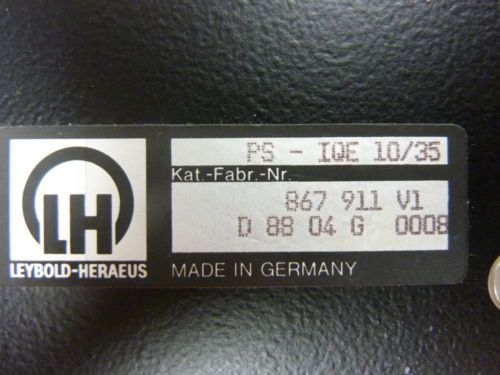 PS - IQE 10/35
Kat.-Fabr.-Nr.
867 911 V1
D 88 04 G 0008
LH
LEYBOLD-HERAEUS
MADE IN GERMANY